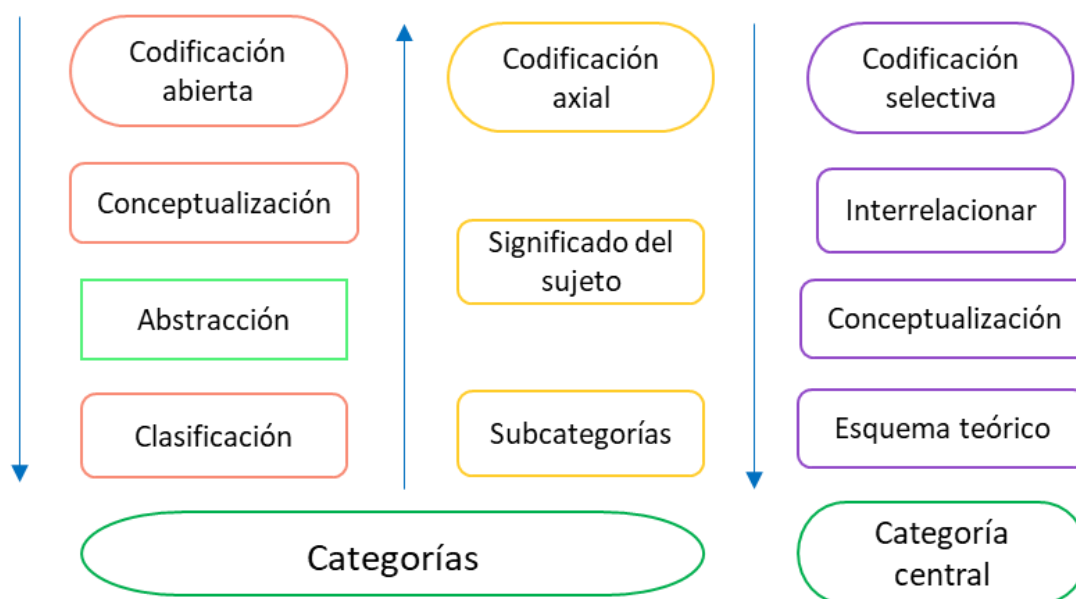 Codificación
abierta
Conceptualización
Abstracción
Clasificación
Codificación
axial
Significado del
sujeto
Subcategorías
Categorías
Codificación
selectiva
Interrelacionar
Conceptualización
Esquema teórico
Categoría
central